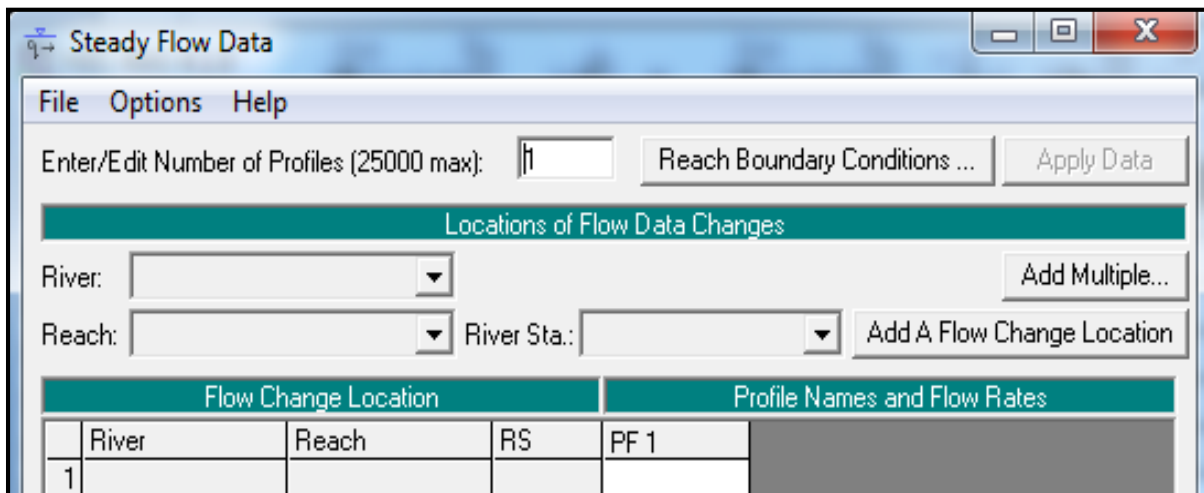 Steady Flow Data
File Options Help
Enter/Edit Number of Profiles (25000 max): 1 Reach Boundary Conditions ... Apply Data
Locations of Flow Data Changes
River: Add Multiple...
Reach: River Sta.: Add A Flow Change Location
Flow Change Location Profile Names and Flow Rates
River Reach RS PF 1
1